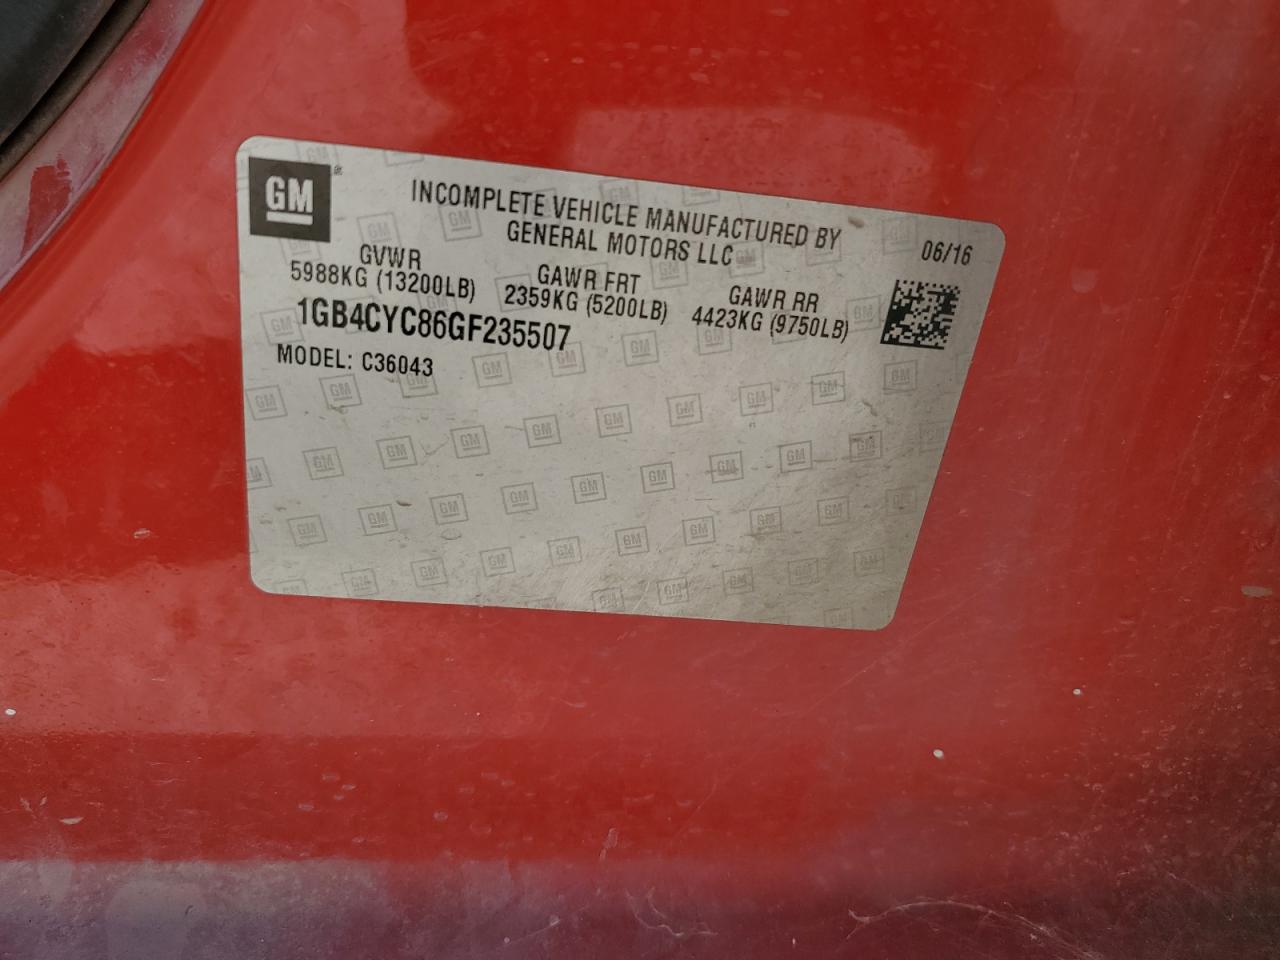 GM
INCOMPLETE VEHICLE MANUFACTURED BY
GENERAL MOTORS LLC
06/16
GVWR
5988KG (13200LB)
GAWR FRT
2359KG (5200LB)
GAWR RR
4423KG (9750LB)
1GB4CYC86GF235507
MODEL: C36043